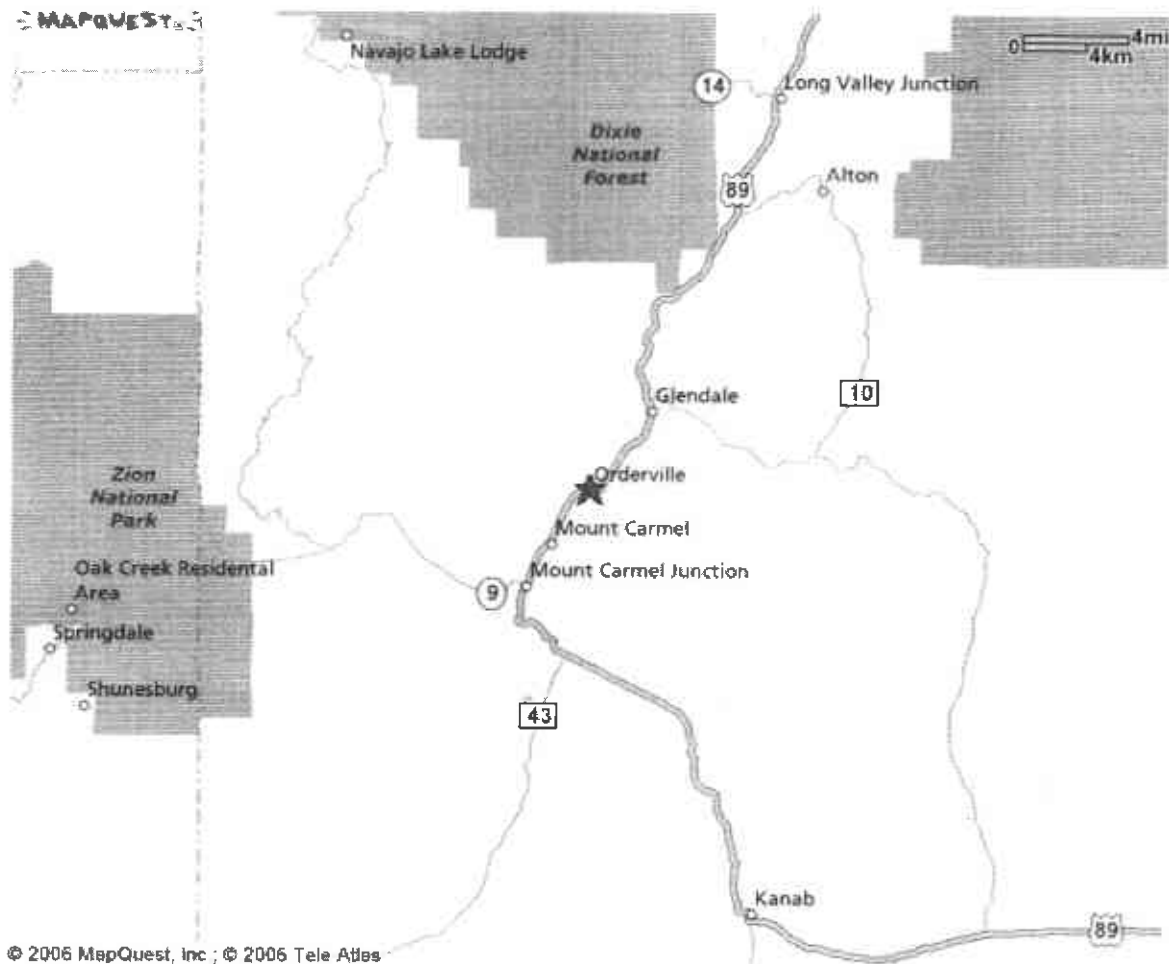 MAPQUEST
Navajo Lake Lodge
0 4mi
4km
14
Long Valley Junction
Dixie
National
Forest
89
Alton
Glendale
10
Zion
National
Park
Orderville
Mount Carmel
Oak Creek Residental
Area
Mount Carmel Junction
9
Springdale
Shunesburg
43
Kanab
89
© 2006 MapQuest, Inc ; © 2006 Tele Atlas